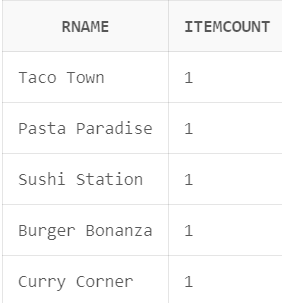 RNAME ITEMCOUNT
Taco Town 1
Pasta Paradise 1
Sushi Station 1
Burger Bonanza 1
Curry Corner 1